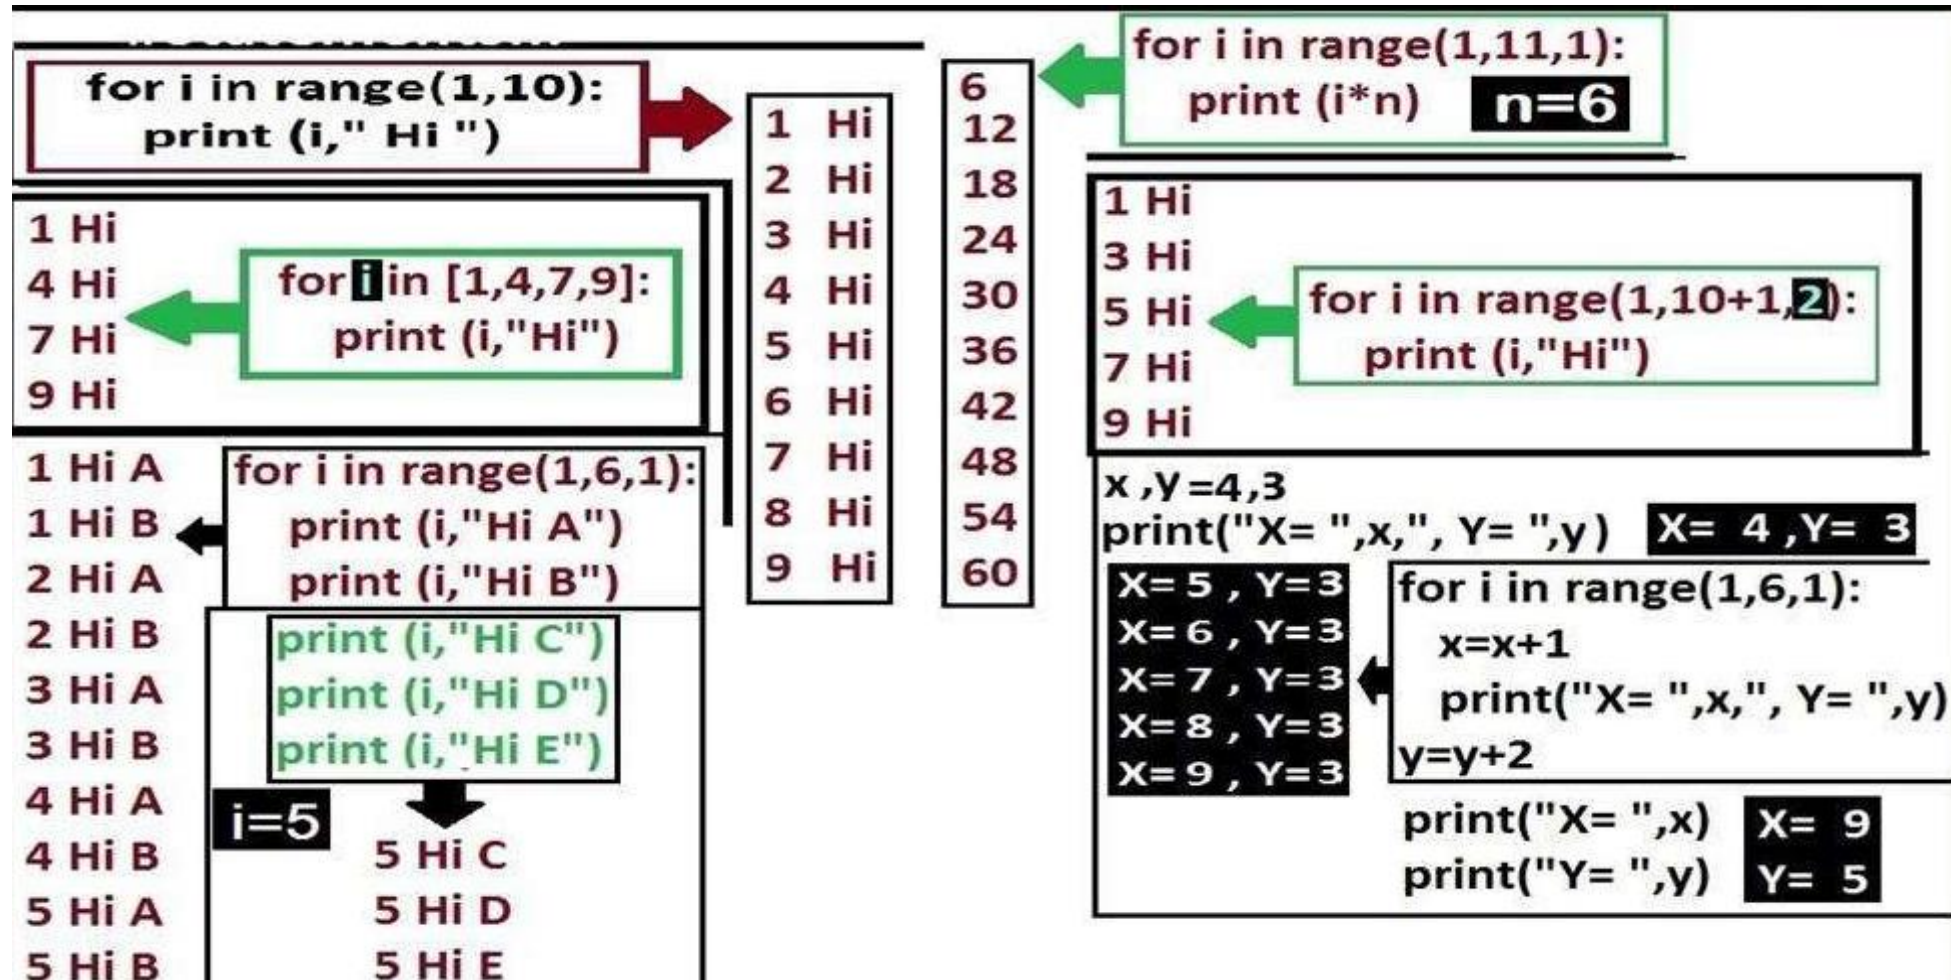 for i in range(1,10):
print (i," Hi ")
1 Hi
2 Hi
3 Hi
4 Hi
5 Hi
6 Hi
7 Hi
8 Hi
9 Hi
6
12
18
24
30
36
42
48
54
60
for i in range(1,11,1):
print (i*n) n=6
1 Hi
4 Hi
7 Hi
9 Hi
for i in [1,4,7,9]:
print (i,"Hi")
1 Hi
3 Hi
5 Hi
7 Hi
9 Hi
for i in range(1,10+1,2):
print (i,"Hi")
1 Hi A
1 Hi B
2 Hi A
2 Hi B
3 Hi A
3 Hi B
4 Hi A
4 Hi B
5 Hi A
5 Hi B
for i in range(1,6,1):
print (i,"Hi A")
print (i,"Hi B")
print (i,"Hi C")
print (i,"Hi D")
print (i,"Hi E")
i=5
5 Hi C
5 Hi D
5 Hi E
x ,y =4,3
print("X= ",x,", Y= ",y ) X= 4 ,Y= 3
X= 5 , Y=3
X= 6 , Y=3
X= 7 , Y=3
X= 8 , Y=3
X= 9 , Y=3
for i in range(1,6,1):
x=x+1
print("X= ",x,", Y= ",y)
y=y+2
print("X= ",x) X= 9
print("Y= ",y) Y= 5